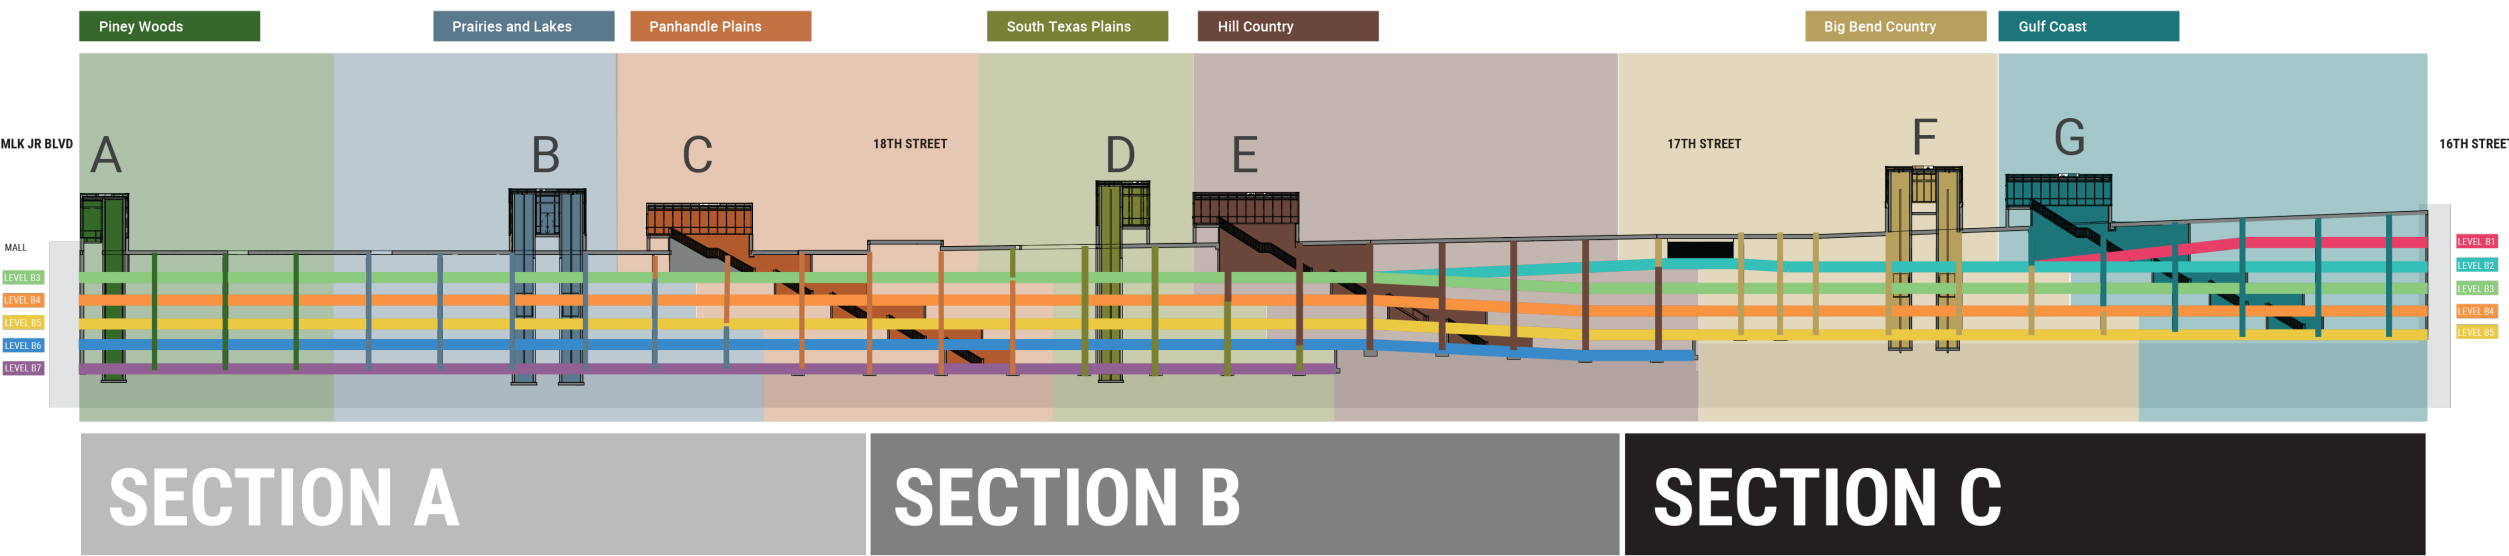 Piney Woods
Prairies and Lakes
Panhandle Plains
South Texas Plains
Hill Country
Big Bend Country
Gulf Coast
MLK JR BLVD
A
B
C
18TH STREET
D
E
17TH STREET
F
G
16TH STREET
MALL
LEVEL B3
LEVEL B4
LEVEL B5
LEVEL B6
LEVEL B7
LEVEL B1
LEVEL B2
LEVEL B3
LEVEL B4
LEVEL B5
SECTION A
SECTION B
SECTION C